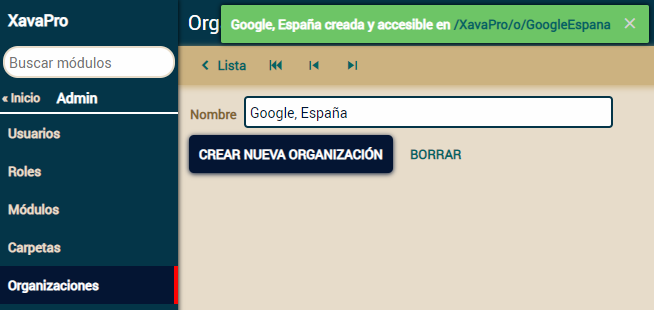 XavaPro
Buscar módulos
« Inicio Admin
Usuarios
Roles
Módulos
Carpetas
Organizaciones
Org
Google, España creada y accesible en /XavaPro/o/GoogleEspana ×
Lista
Nombre Google, España
CREAR NUEVA ORGANIZACIÓN BORRAR